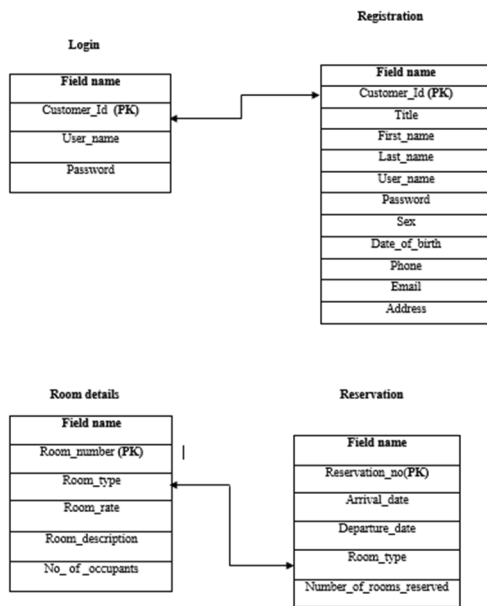 Login
Field name
Customer_Id (PK)
User_name
Password
Registration
Field name
Customer_Id (PK)
Title
First_name
Last_name
User_name
Password
Sex
Date_of_birth
Phone
Email
Address
Room details
Field name
Room_number (PK)
Room_type
Room_rate
Room_description
No_ of _occupants
Reservation
Field name
Reservation_no(PK)
Arrival_date
Departure_date
Room_type
Number_of_rooms_reserved